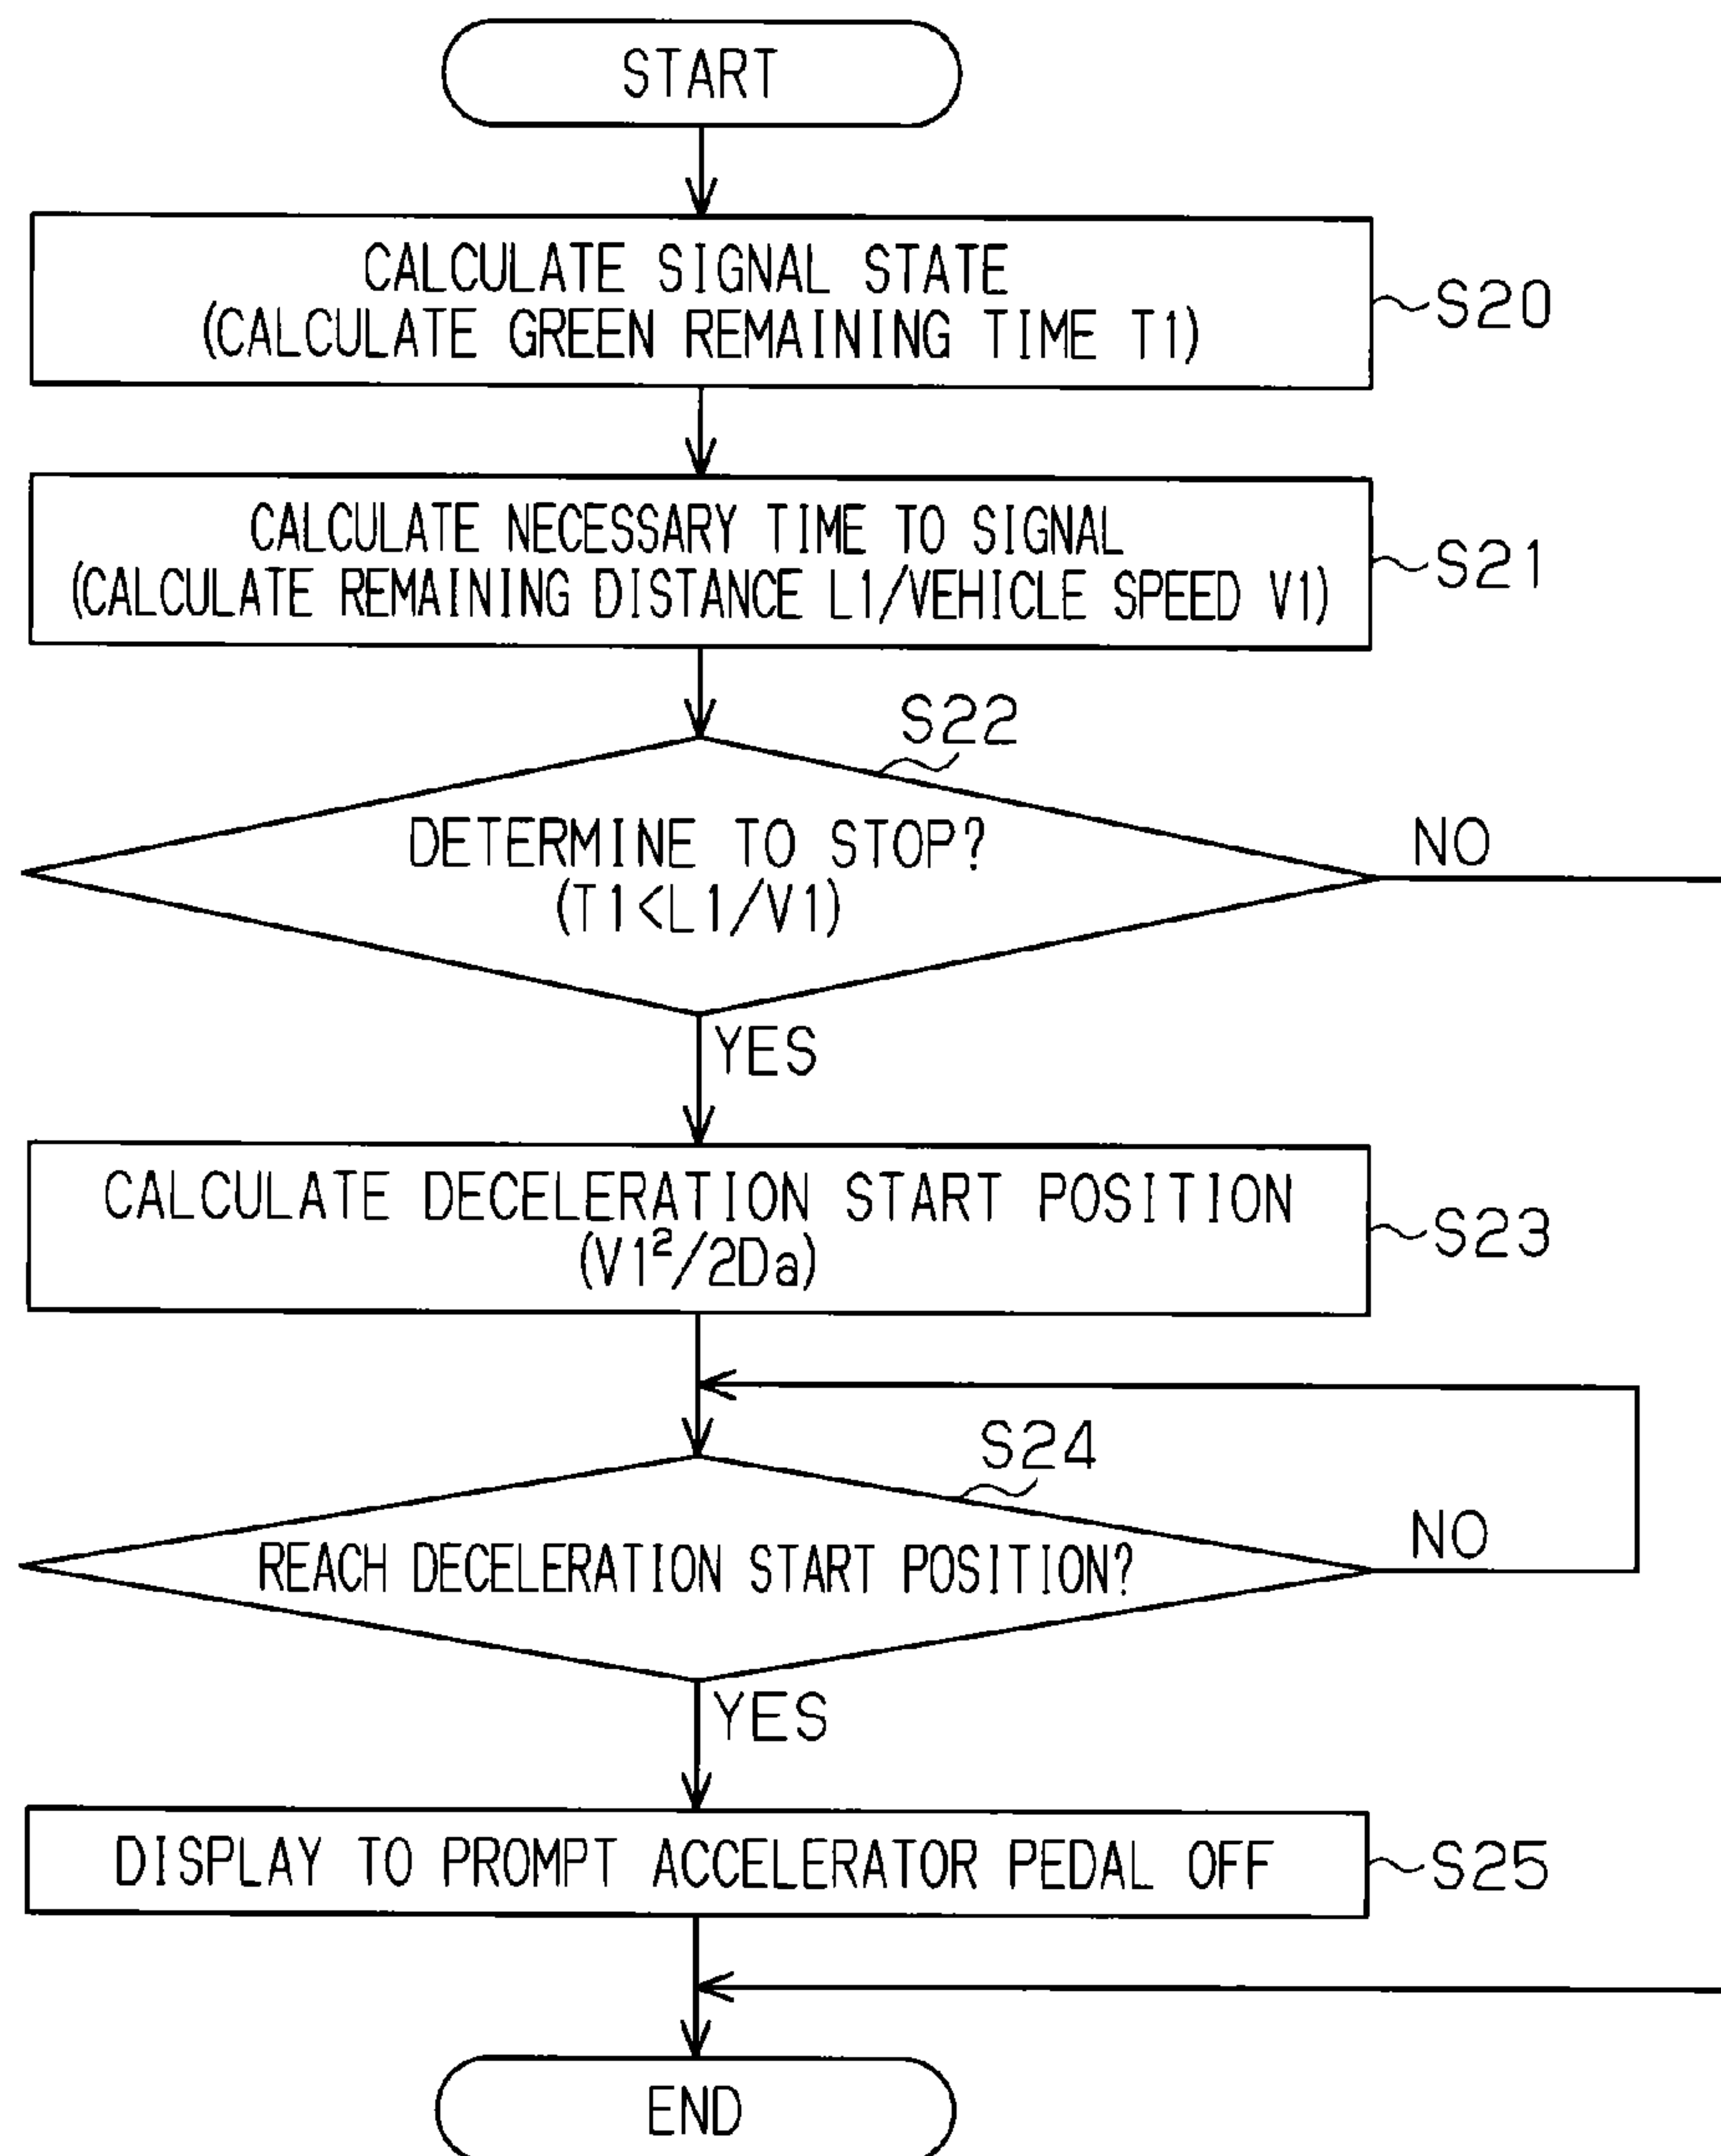 START
CALCULATE SIGNAL STATE
(CALCULATE GREEN REMAINING TIME T1)
S20
CALCULATE NECESSARY TIME TO SIGNAL
(CALCULATE REMAINING DISTANCE L1/VEHICLE SPEED V1)
S21
S22
DETERMINE TO STOP?
(T1<L1/V1)
NO
YES
CALCULATE DECELERATION START POSITION
(V1²/2Da)
S23
S24
REACH DECELERATION START POSITION?
NO
YES
DISPLAY TO PROMPT ACCELERATOR PEDAL OFF
S25
END